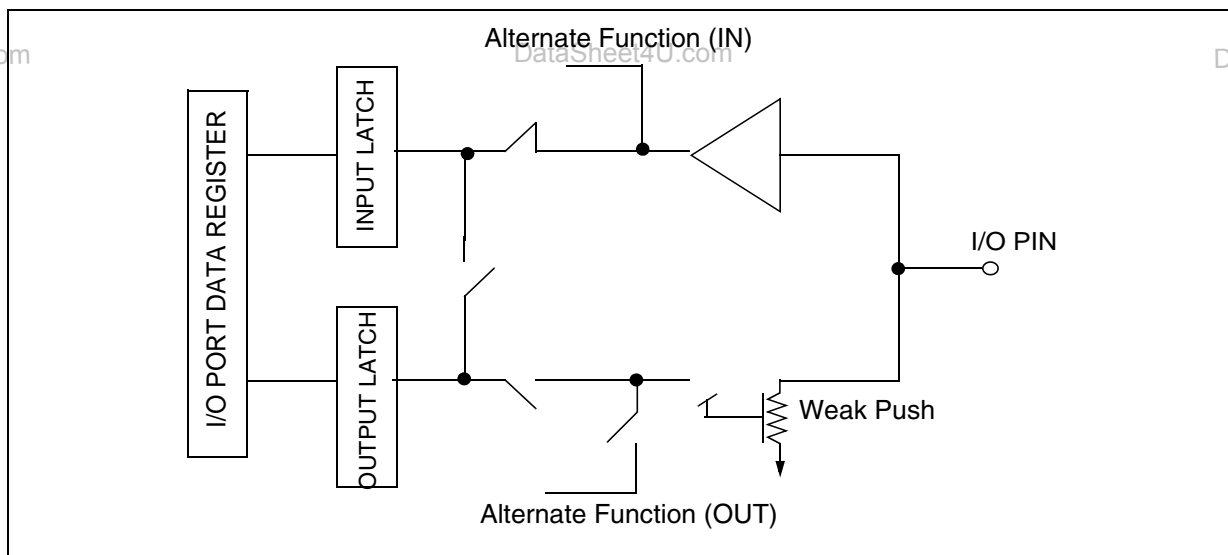 Alternate Function (IN)
om
DataSheet4U.com
D
I/O PORT DATA REGISTER
INPUT LATCH
I/O PIN
OUTPUT LATCH
Weak Push
Alternate Function (OUT)